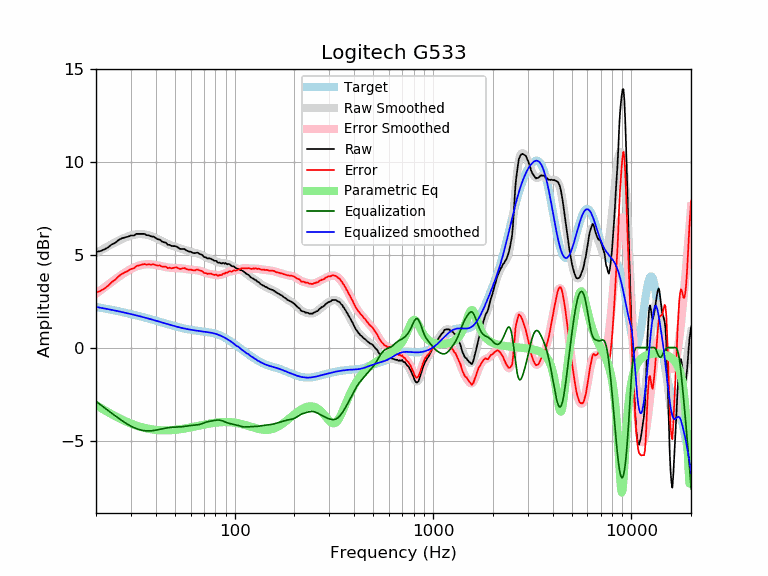 Logitech G533
15
10
5
0
−5
Amplitude (dBr)
Target
Raw Smoothed
Error Smoothed
Raw
Error
Parametric Eq
Equalization
Equalized smoothed
100
1000
10000
Frequency (Hz)